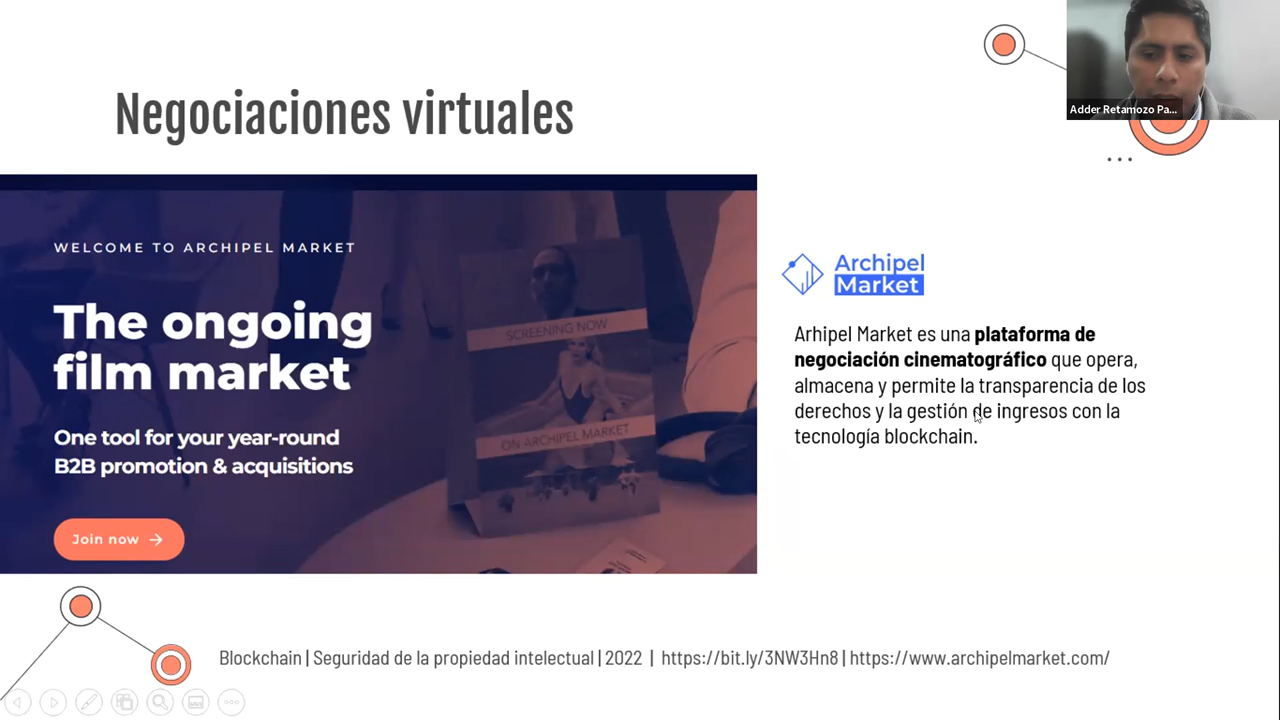 Negociaciones virtuales
Adder Retamozo Pa...
WELCOME TO ARCHIPEL MARKET
The ongoing
film market
One tool for your year-round
B2B promotion & acquisitions
Join now →
SCREENING NOW
ON ARCHIPEL MARKET
Archipel
Market
Arhipel Market es una plataforma de
negociación cinematográfico que opera,
almacena y permite la transparencia de los
derechos y la gestión de ingresos con la
tecnología blockchain.
Blockchain | Seguridad de la propiedad intelectual | 2022 | https://bit.ly/3NW3Hn8 | https://www.archipelmarket.com/